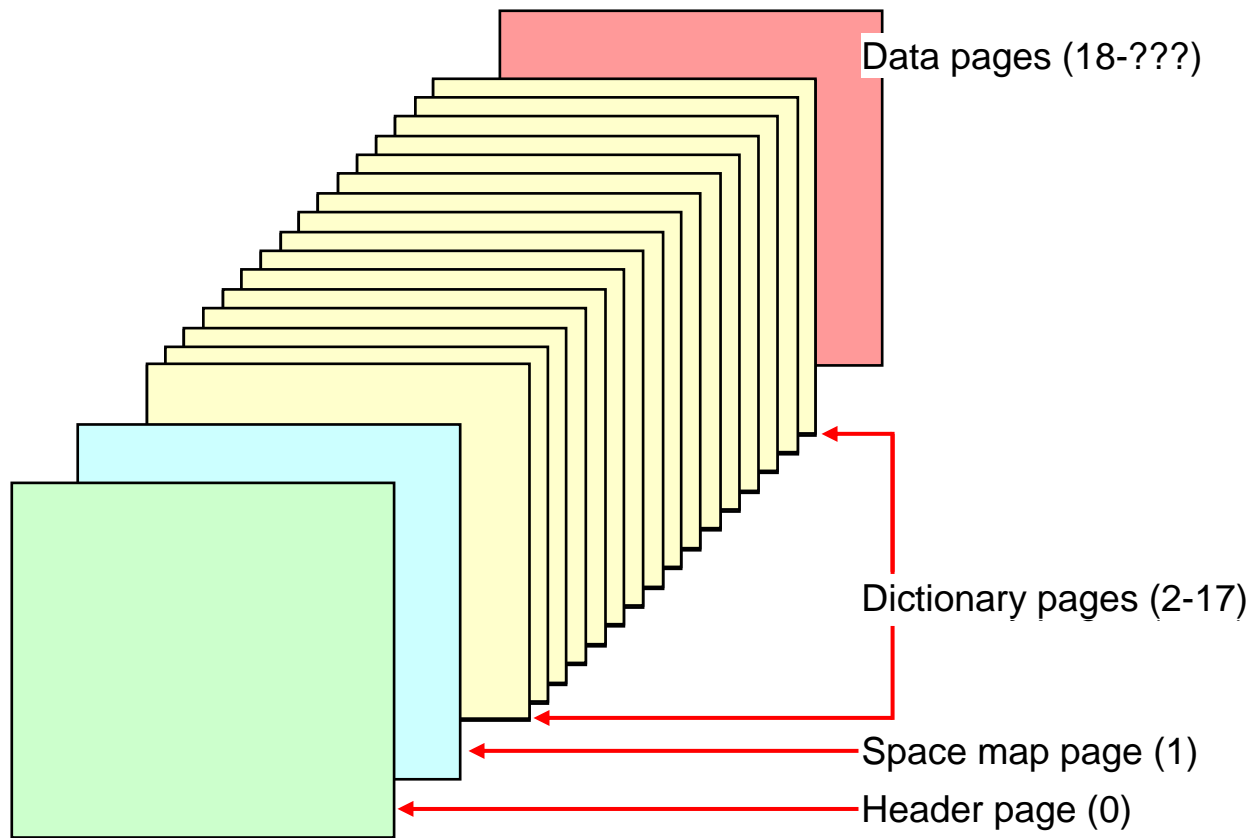 Data pages (18-???)
Dictionary pages (2-17)
Space map page (1)
Header page (0)